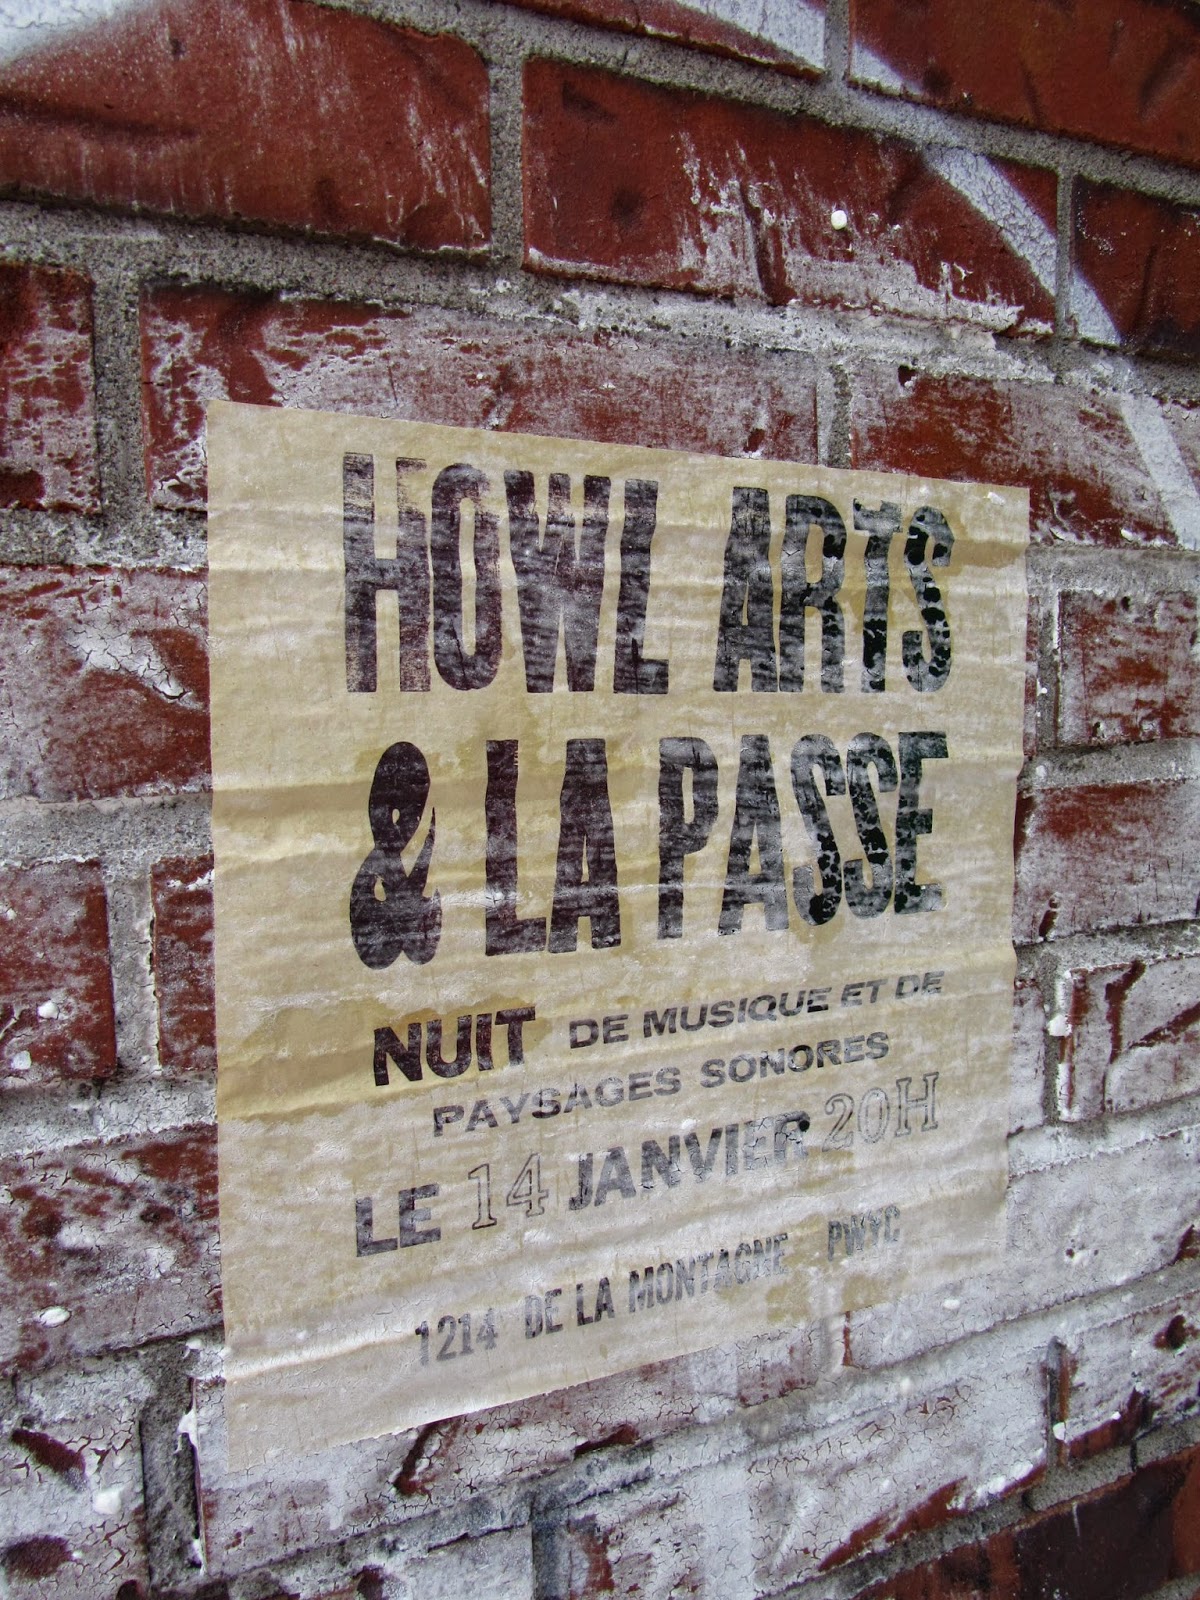 HOWL ARTS
& LA PASSE
NUIT DE MUSIQUE ET DE
PAYSAGES SONORES
LE 14 JANVIER 20H
1214 DE LA MONTAGNE PWYC